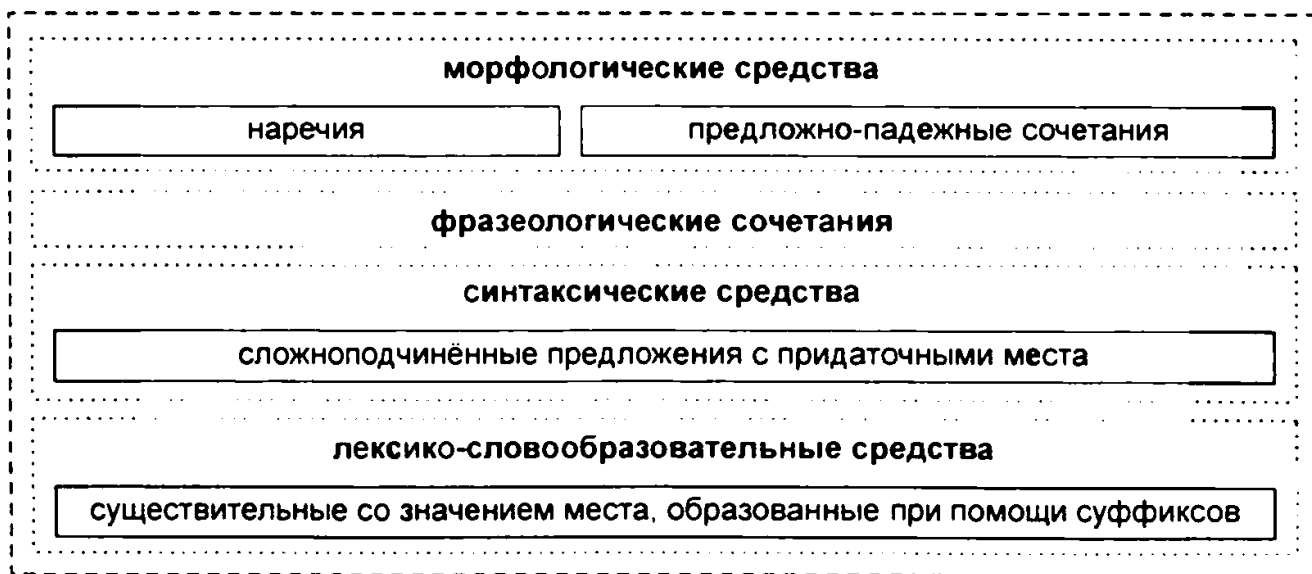 морфологические средства
наречия
предложно-падежные сочетания
фразеологические сочетания
синтаксические средства
сложноподчинённые предложения с придаточными места
лексико-словообразовательные средства
существительные со значением места, образованные при помощи суффиксов